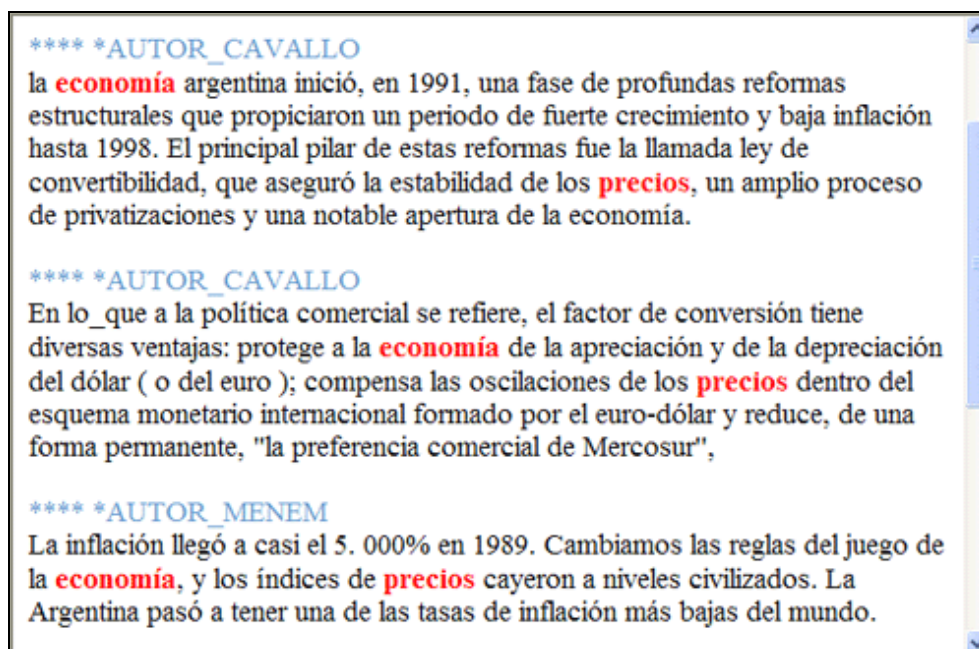 **** *AUTOR_CAVALLO
la economía argentina inició, en 1991, una fase de profundas reformas
estructurales que propiciaron un periodo de fuerte crecimiento y baja inflación
hasta 1998. El principal pilar de estas reformas fue la llamada ley de
convertibilidad, que aseguró la estabilidad de los precios, un amplio proceso
de privatizaciones y una notable apertura de la economía.
**** *AUTOR_CAVALLO
En lo_que a la política comercial se refiere, el factor de conversión tiene
diversas ventajas: protege a la economía de la apreciación y de la depreciación
del dólar ( o del euro ); compensa las oscilaciones de los precios dentro del
esquema monetario internacional formado por el euro-dólar y reduce, de una
forma permanente, "la preferencia comercial de Mercosur",
**** *AUTOR_MENEM
La inflación llegó a casi el 5. 000% en 1989. Cambiamos las reglas del juego de
la economía, y los índices de precios cayeron a niveles civilizados. La
Argentina pasó a tener una de las tasas de inflación más bajas del mundo.